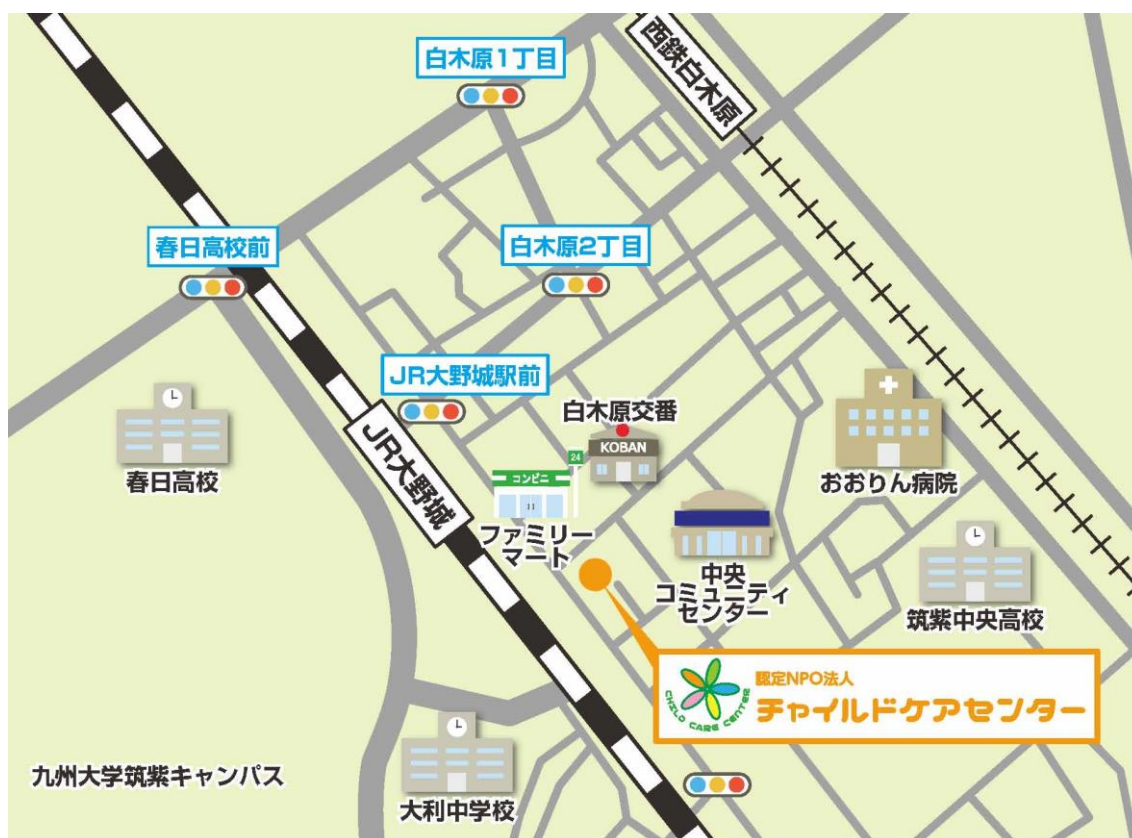 白木原1丁目
西鉄白木原
春日高校前
白木原2丁目
JR大野城駅前
白木原交番
KOBAN
24
コンビニ
春日高校
JR大野城
おおりん病院
ファミリー
マート
中央
コミュニティ
センター
筑紫中央高校
認定NPO法人
チャイルドケアセンター
CHILD CARE CENTER
九州大学筑紫キャンパス
大利中学校